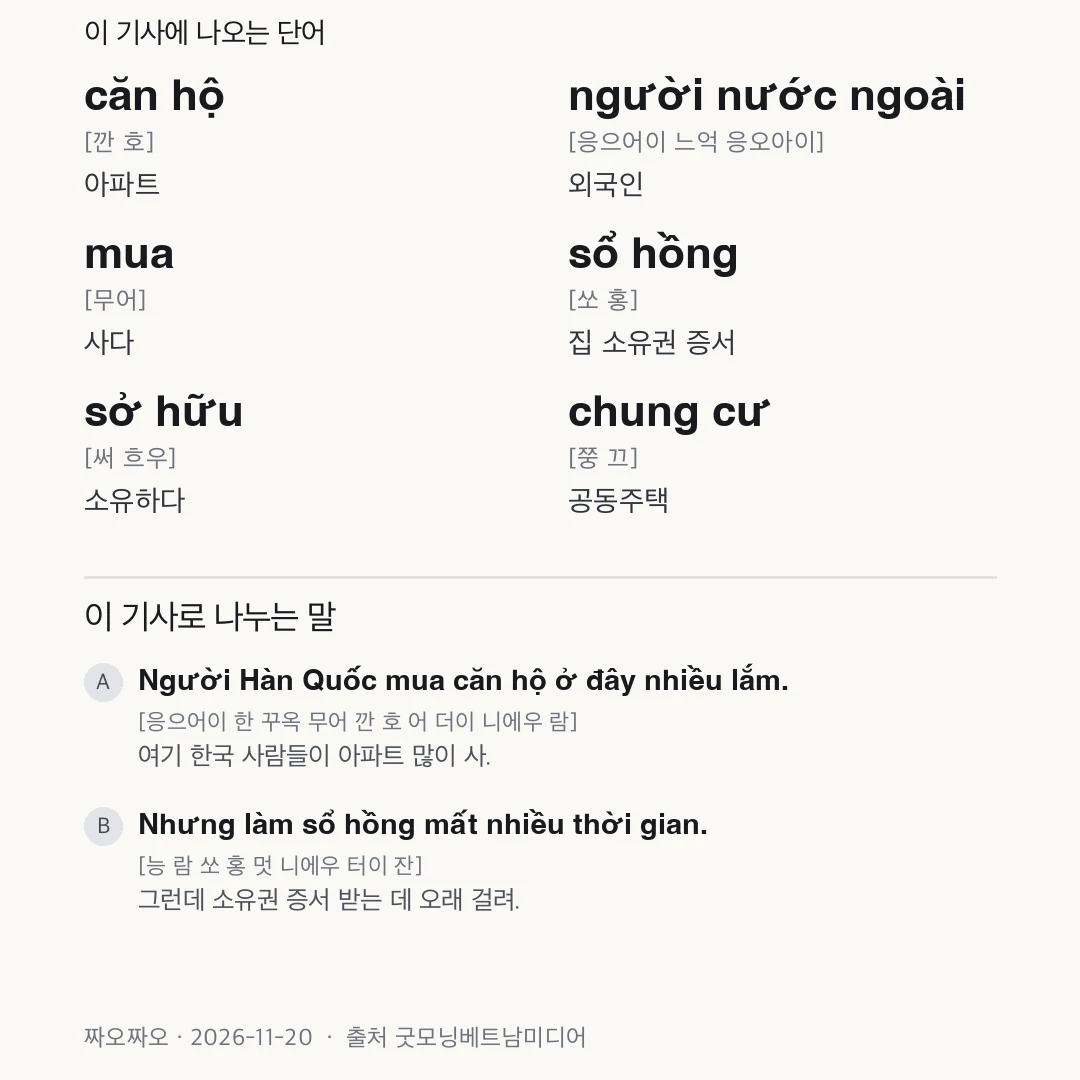 이 기사에 나오는 단어
căn hộ
[깐 호]
아파트
người nước ngoài
[응으어이 느억 응오아이]
외국인
mua
[무어]
사다
sổ hồng
[쏘 홍]
집 소유권 증서
sở hữu
[써 흐우]
소유하다
chung cư
[쭝 끄]
공동주택
이 기사로 나누는 말
A
Người Hàn Quốc mua căn hộ ở đây nhiều lắm.
[응으어이 한 꾸옥 무어 깐 호 어 더이 니에우 람]
여기 한국 사람들이 아파트 많이 사.
B
Nhưng làm sổ hồng mất nhiều thời gian.
[능 람 쏘 홍 멋 니에우 터이 잔]
그런데 소유권 증서 받는 데 오래 걸려.
짜오짜오 · 2026-11-20 · 출처 굿모닝베트남미디어